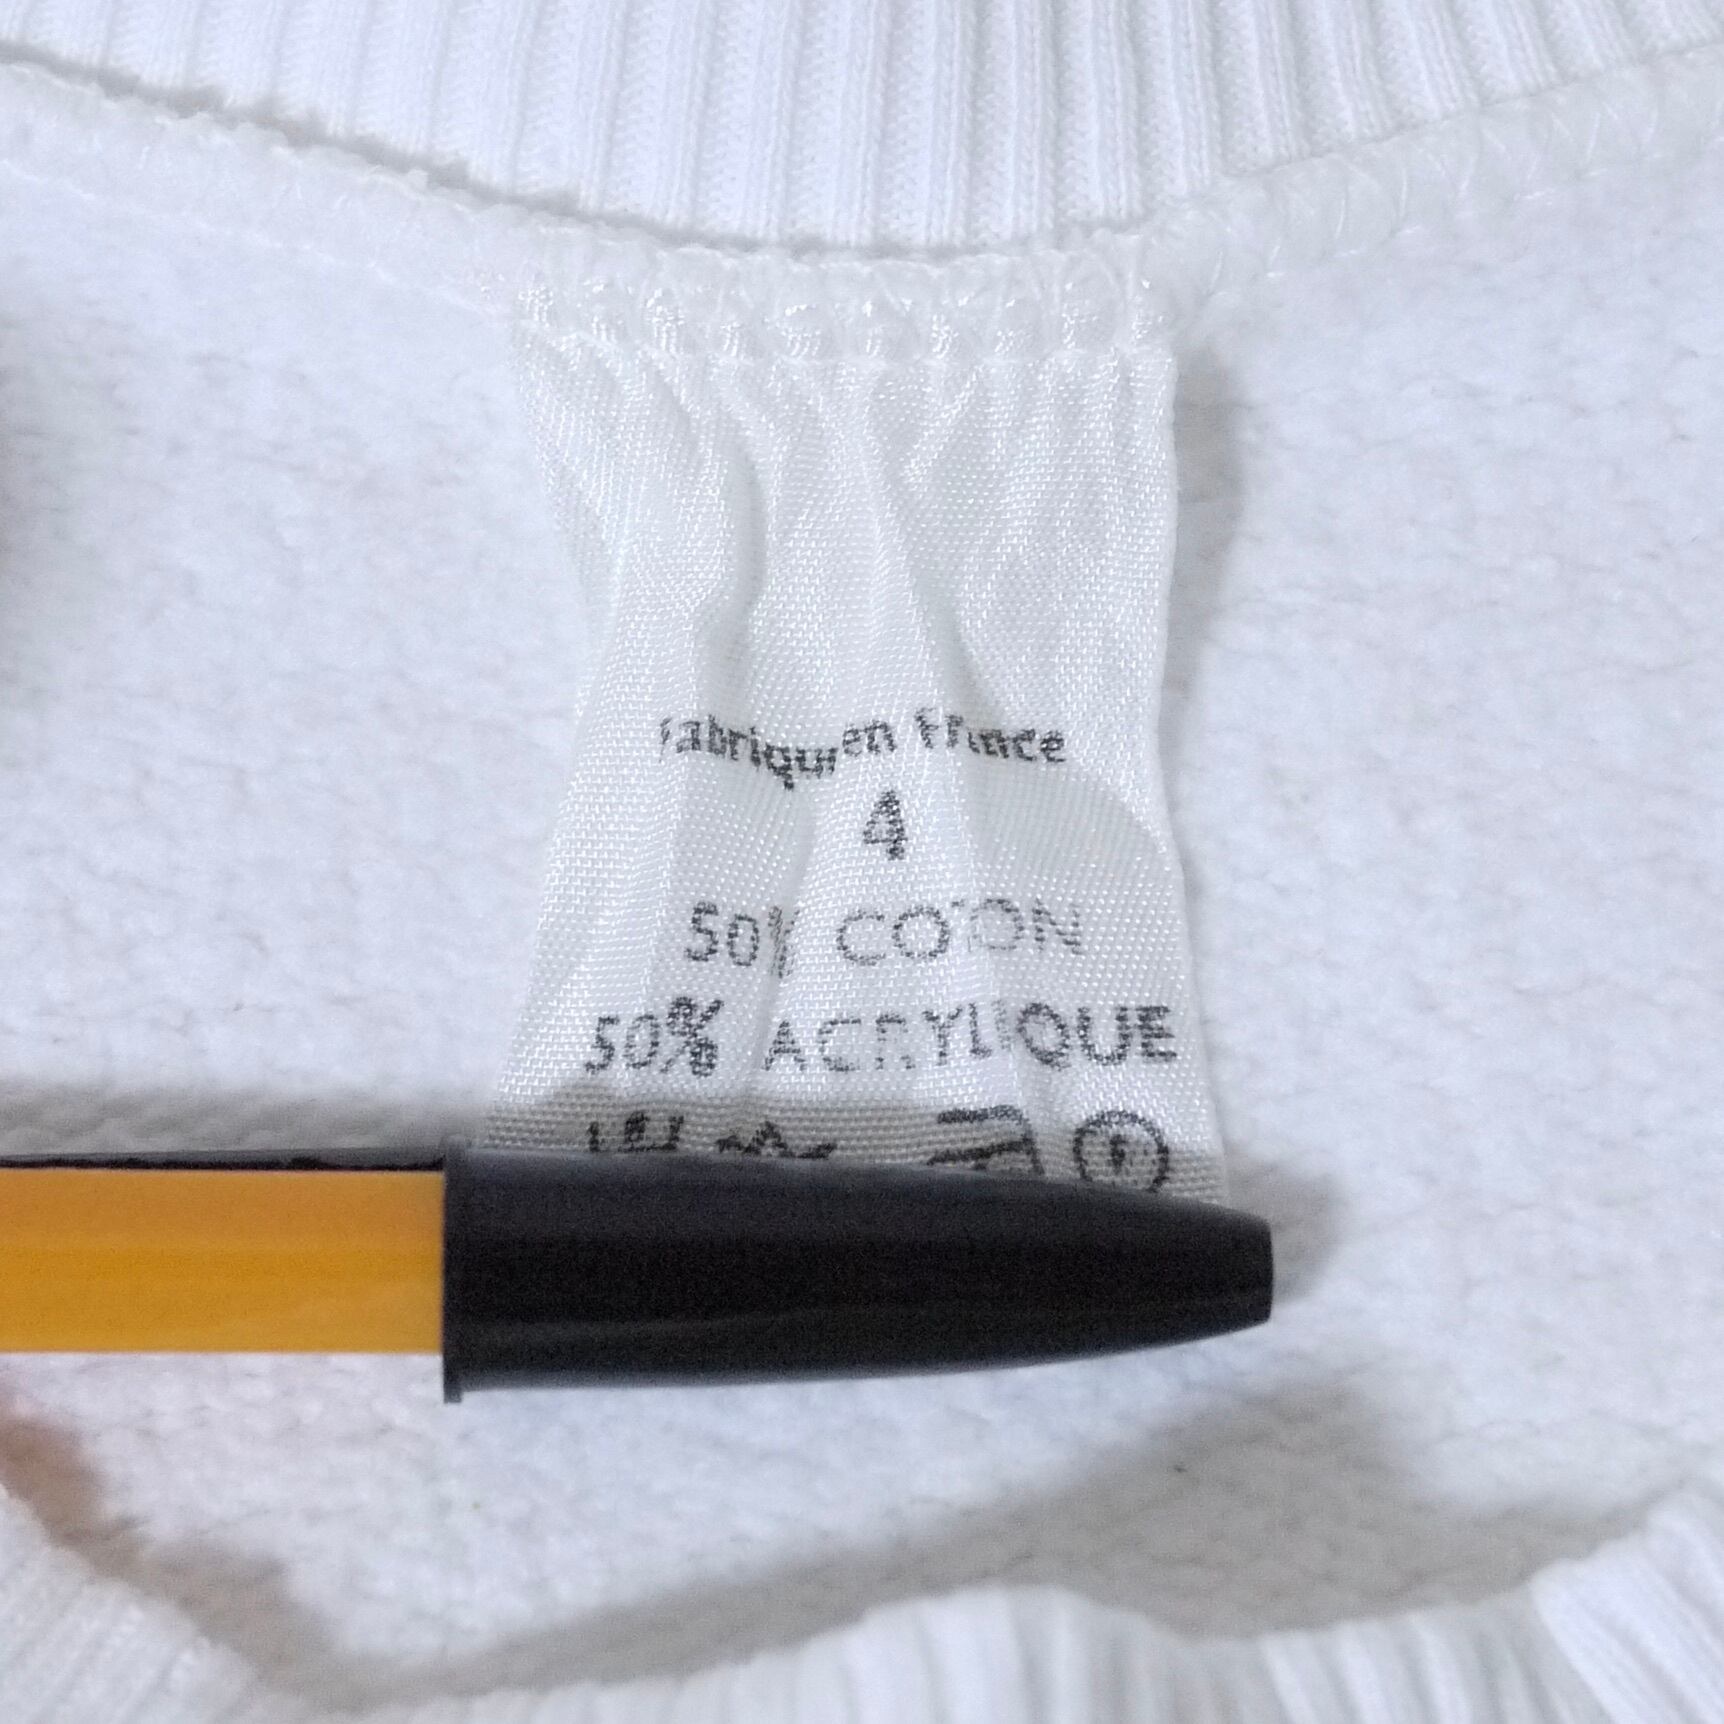 Fabriqué en France
4
50% COTON
50% ACRYLIQUE